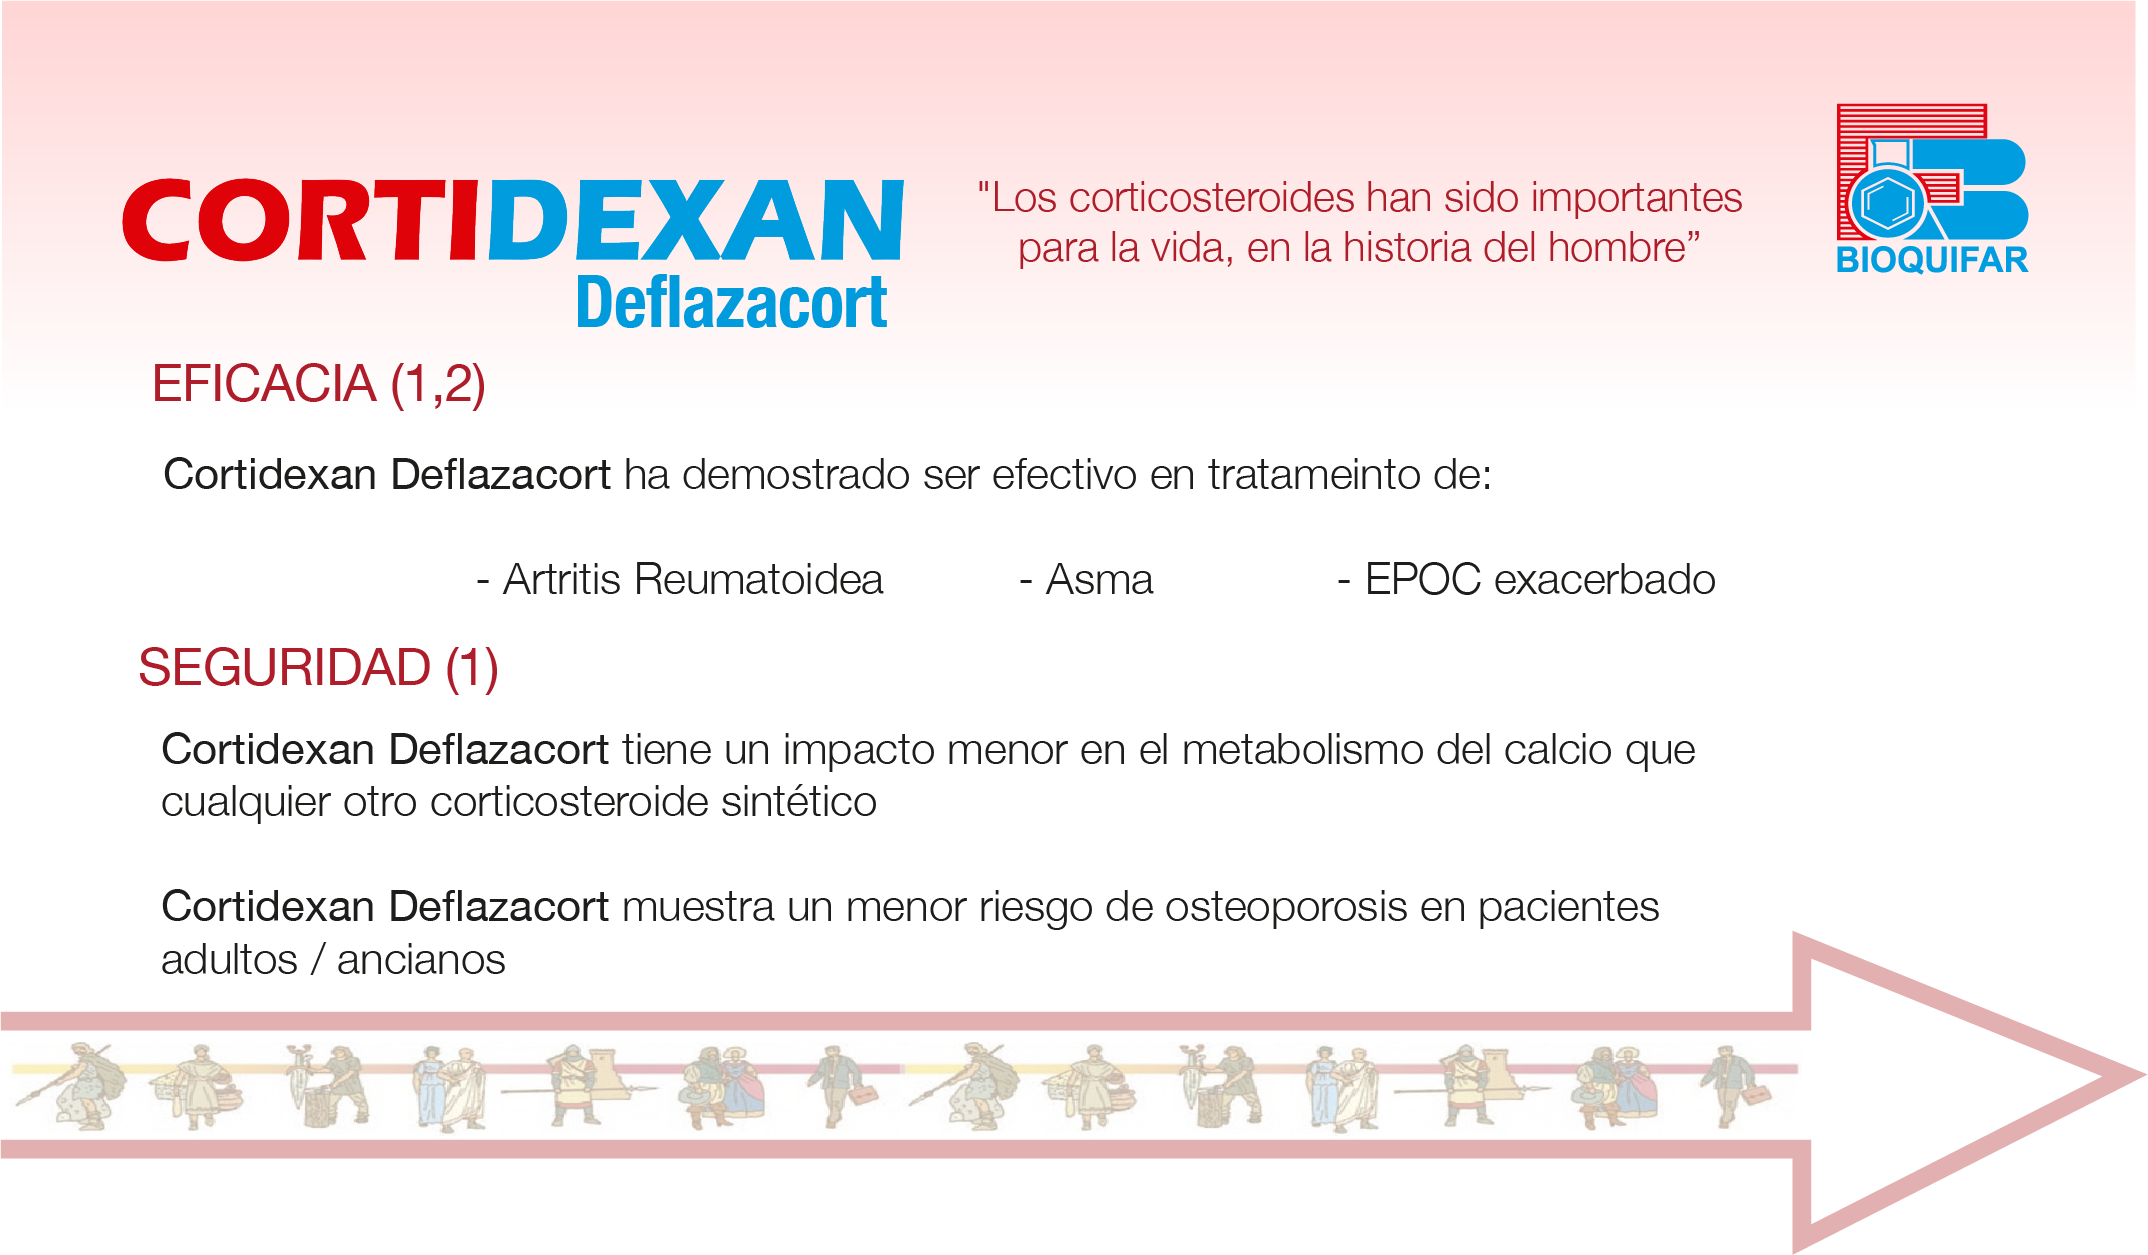 CORTIDEXAN
Deflazacort
"Los corticosteroides han sido importantes
para la vida, en la historia del hombre”
BIOQUIFAR
EFICACIA (1,2)
Cortidexan Deflazacort ha demostrado ser efectivo en tratameinto de:
- Artritis Reumatoidea - Asma - EPOC exacerbado
SEGURIDAD (1)
Cortidexan Deflazacort tiene un impacto menor en el metabolismo del calcio que
cualquier otro corticosteroide sintético
Cortidexan Deflazacort muestra un menor riesgo de osteoporosis en pacientes
adultos / ancianos